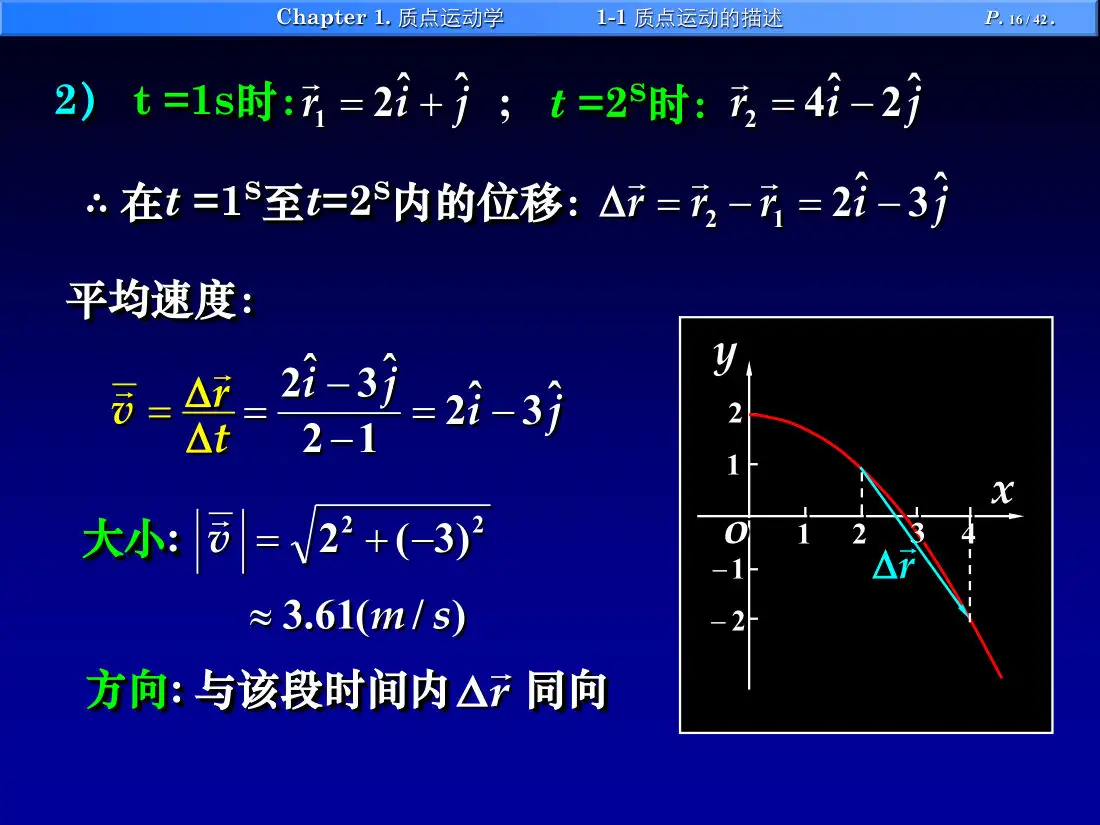 Chapter 1. 质点运动学 1-1 质点运动的描述 P. 16 / 42 .
2) t =1s时: r⃗₁ = 2î + ĵ ; t =2ˢ时: r⃗₂ = 4î − 2ĵ
∴ 在t =1ˢ至t=2ˢ内的位移: Δr⃗ = r⃗₂ − r⃗₁ = 2î − 3ĵ
平均速度:
v̄⃗ = Δr⃗/Δt = (2î − 3ĵ)/(2 − 1) = 2î − 3ĵ
大小: |v̄⃗| = √(2² + (−3)²)
≈ 3.61(m / s)
方向: 与该段时间内 Δr⃗ 同向
y
2
1
x
O 1 2 3 4
−1
Δr⃗
−2